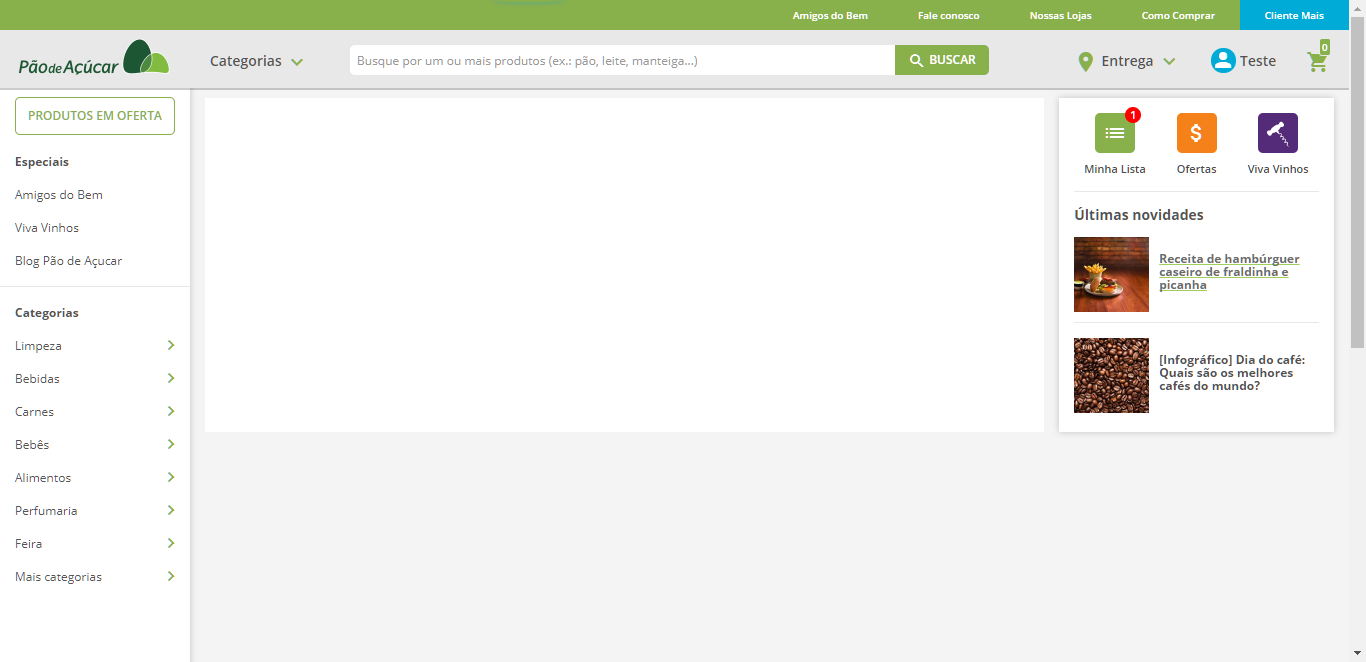 Amigos do Bem
Fale conosco
Nossas Lojas
Como Comprar
Cliente Mais
PãodeAçúcar
Categorias
Busque por um ou mais produtos (ex.: pão, leite, manteiga...)
BUSCAR
Entrega
Teste
0
PRODUTOS EM OFERTA
Especiais
Amigos do Bem
Viva Vinhos
Blog Pão de Açucar
Categorias
Limpeza
Bebidas
Carnes
Bebês
Alimentos
Perfumaria
Feira
Mais categorias
1
$
Minha Lista
Ofertas
Viva Vinhos
Últimas novidades
Receita de hambúrguer
caseiro de fraldinha e
picanha
[Infográfico] Dia do café:
Quais são os melhores
cafés do mundo?